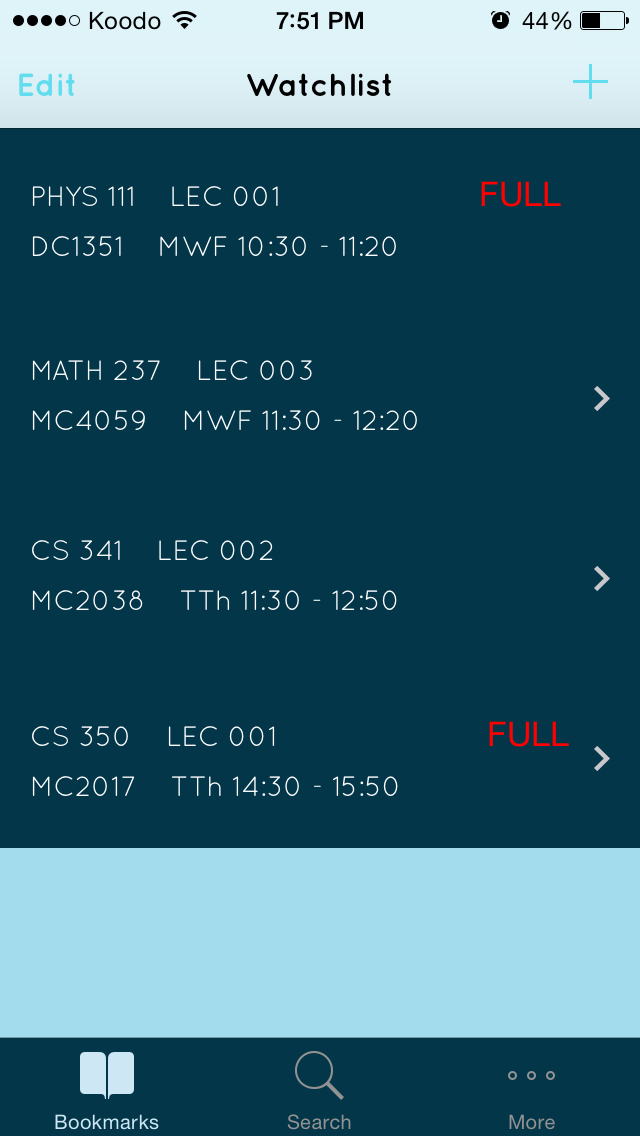 Koodo 7:51 PM 44%
Edit Watchlist
PHYS 111 LEC 001 FULL
DC1351 MWF 10:30 - 11:20
MATH 237 LEC 003
MC4059 MWF 11:30 - 12:20
CS 341 LEC 002
MC2038 TTh 11:30 - 12:50
CS 350 LEC 001 FULL
MC2017 TTh 14:30 - 15:50
Bookmarks Search More